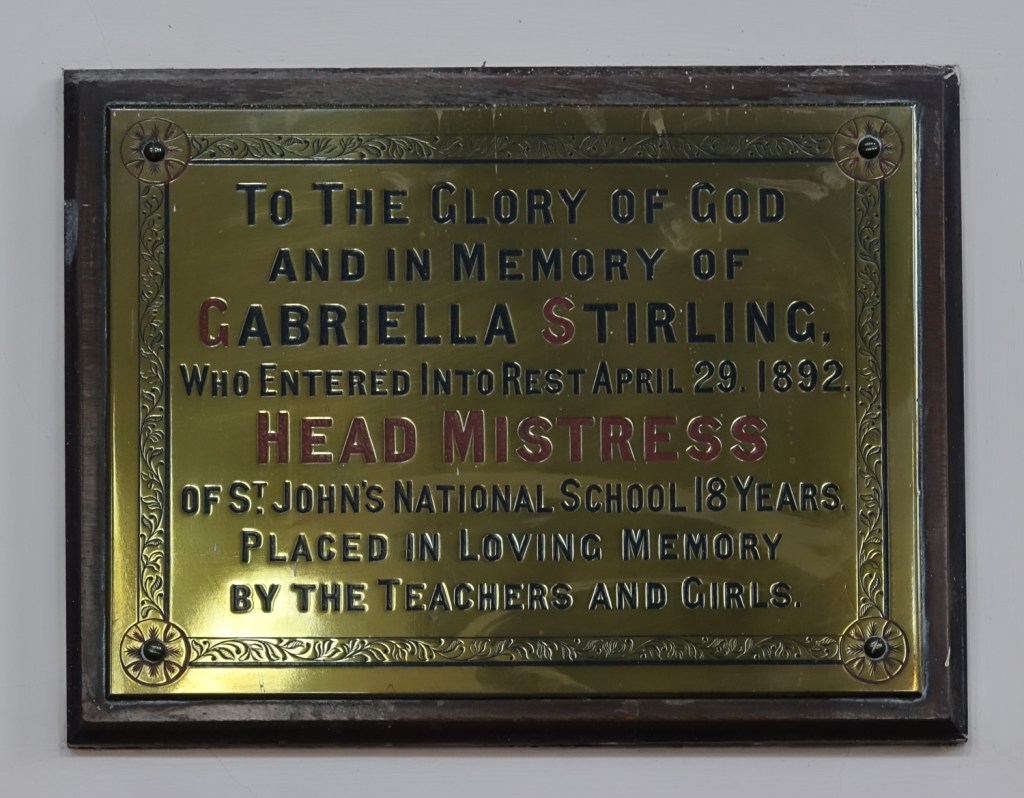 To The Glory of God
and in Memory of
Gabriella Stirling.
Who Entered Into Rest April 29. 1892.
Head Mistress
of St. John's National School 18 Years.
Placed in Loving Memory
by the Teachers and Girls.